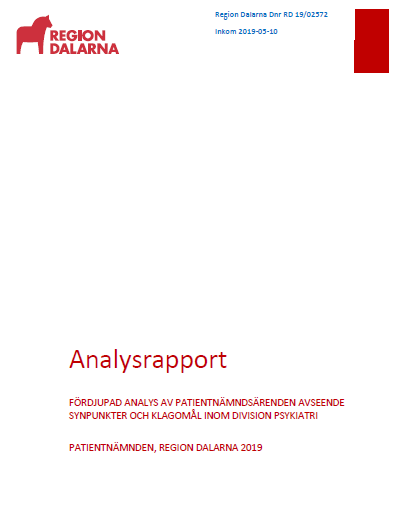 Region Dalarna Dnr RD 19/02572
Inkom 2019-05-10
REGION
DALARNA
Analysrapport
FÖRDJUPAD ANALYS AV PATIENTNÄMNDSÄRENDEN AVSEENDE
SYNPUNKTER OCH KLAGOMÅL INOM DIVISION PSYKIATRI
PATIENTNÄMNDEN, REGION DALARNA 2019